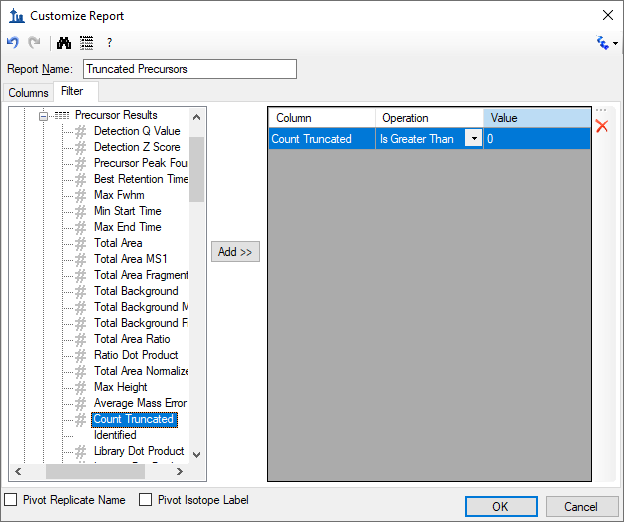 Customize Report
?
Report Name: Truncated Precursors
Columns Filter
Precursor Results
Detection Q Value
Detection Z Score
Precursor Peak Fou
Best Retention Time
Max Fwhm
Min Start Time
Max End Time
Total Area
Total Area MS1
Total Area Fragment
Total Background
Total Background M
Total Background F
Total Area Ratio
Ratio Dot Product
Total Area Normalize
Max Height
Average Mass Error
Count Truncated
Identified
Library Dot Product
Add >>
Column Operation Value
Count Truncated Is Greater Than 0
Pivot Replicate Name Pivot Isotope Label
OK Cancel